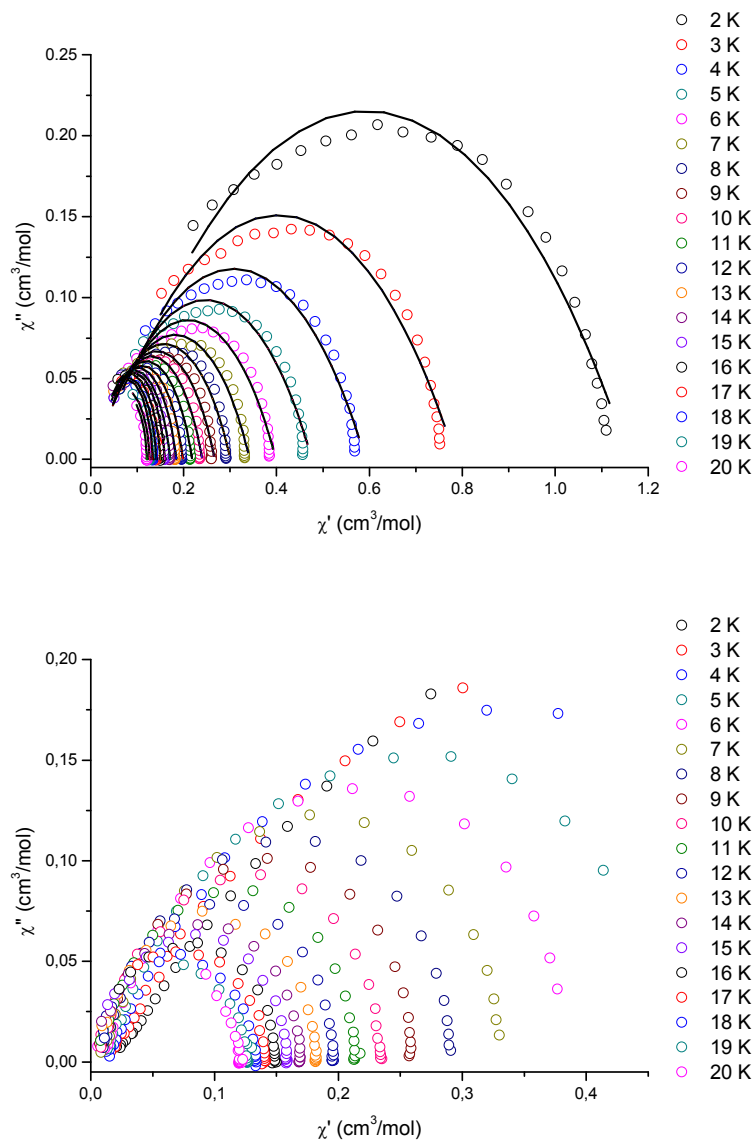 2 K
3 K
4 K
5 K
6 K
7 K
8 K
9 K
10 K
11 K
12 K
13 K
14 K
15 K
16 K
17 K
18 K
19 K
20 K
0.25
0.20
0.15
0.10
0.05
0.00
χ'' (cm³/mol)
0.0 0.2 0.4 0.6 0.8 1.0 1.2
χ' (cm³/mol)
2 K
3 K
4 K
5 K
6 K
7 K
8 K
9 K
10 K
11 K
12 K
13 K
14 K
15 K
16 K
17 K
18 K
19 K
20 K
0,20
0,15
0,10
0,05
0,00
χ'' (cm³/mol)
0,0 0,1 0,2 0,3 0,4
χ' (cm³/mol)